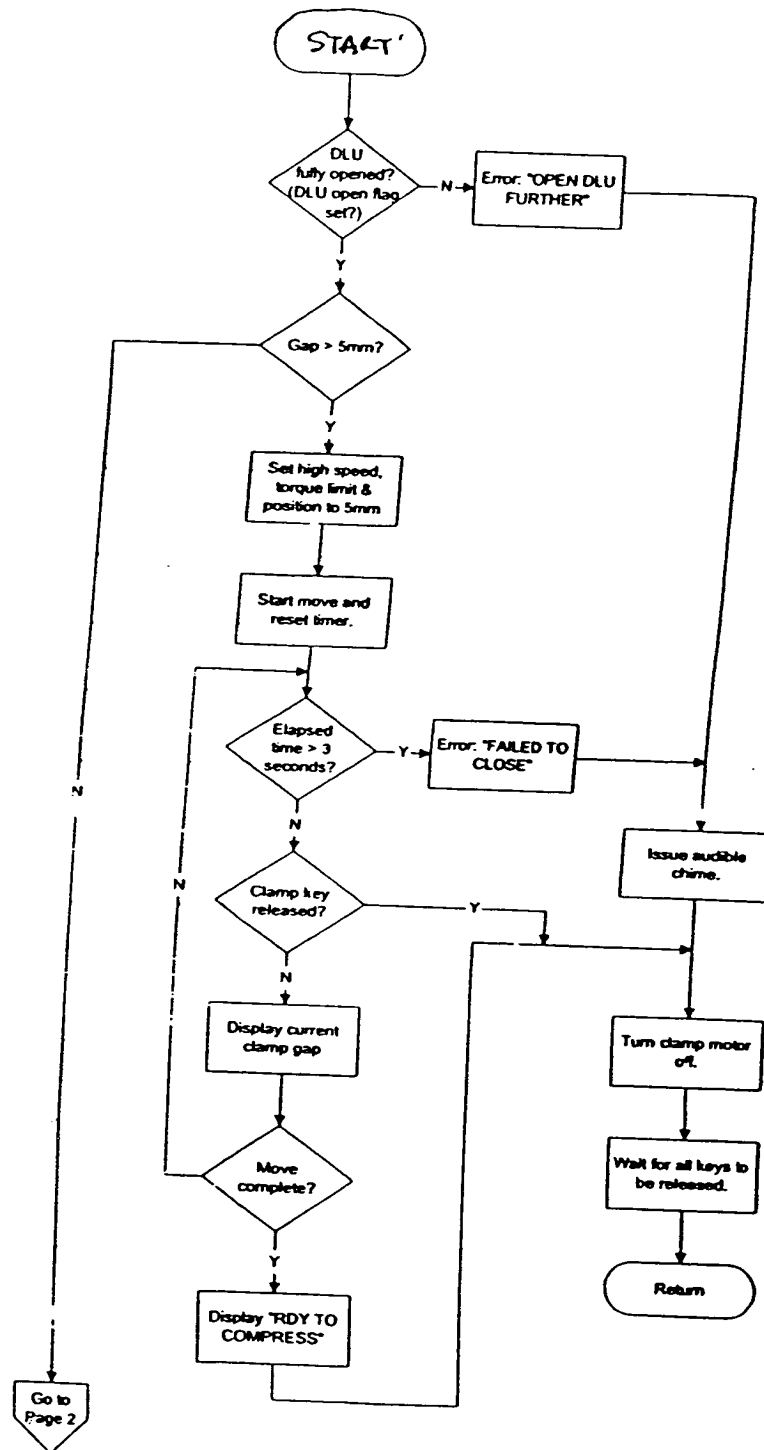 START'
DLU
fully opened?
(DLU open flag
set?)
N
Error: "OPEN DLU
FURTHER"
Y
Gap > 5mm?
Y
Set high speed,
torque limit &
position to 5mm
Start move and
reset timer.
Elapsed
time > 3
seconds?
Y
Error: "FAILED TO
CLOSE"
N
N
Issue audible
chime.
N
Clamp key
released?
Y
N
Display current
clamp gap
Turn clamp motor
off.
Move
complete?
Wait for all keys to
be released.
Y
Display "RDY TO
COMPRESS"
Return
Go to
Page 2